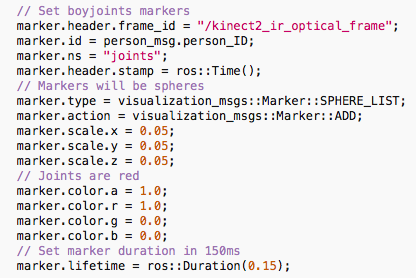 // Set boyjoints markers
marker.header.frame_id = "/kinect2_ir_optical_frame";
marker.id = person_msg.person_ID;
marker.ns = "joints";
marker.header.stamp = ros::Time();
// Markers will be spheres
marker.type = visualization_msgs::Marker::SPHERE_LIST;
marker.action = visualization_msgs::Marker::ADD;
marker.scale.x = 0.05;
marker.scale.y = 0.05;
marker.scale.z = 0.05;
// Joints are red
marker.color.a = 1.0;
marker.color.r = 1.0;
marker.color.g = 0.0;
marker.color.b = 0.0;
// Set marker duration in 150ms
marker.lifetime = ros::Duration(0.15);